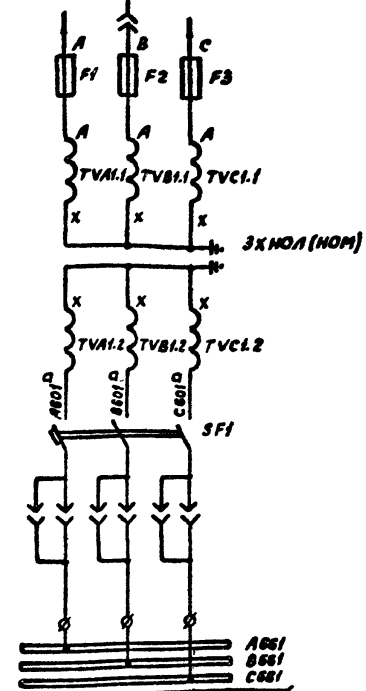 A B C
F1 F2 F3
A A A
TVA1.1 TVB1.1 TVC1.1
X X X
3ХНОЛ(НОМ)
X X X
TVA1.2 TVB1.2 TVC1.2
a a a
A601 B601 C601
SF1
A661
B661
C661